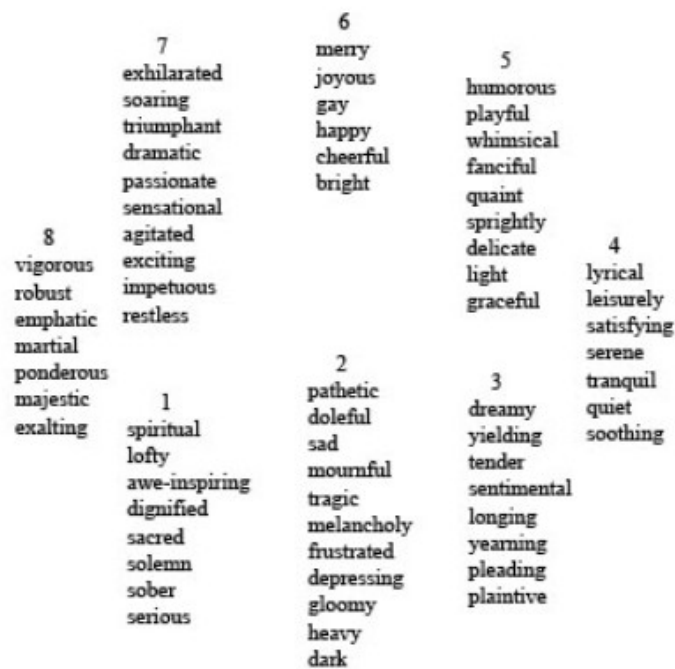 6
merry
joyous
gay
happy
cheerful
bright
7
exhilarated
soaring
triumphant
dramatic
passionate
sensational
agitated
exciting
impetuous
restless
5
humorous
playful
whimsical
fanciful
quaint
sprightly
delicate
light
graceful
8
vigorous
robust
emphatic
martial
ponderous
majestic
exalting
4
lyrical
leisurely
satisfying
serene
tranquil
quiet
soothing
1
spiritual
lofty
awe-inspiring
dignified
sacred
solemn
sober
serious
2
pathetic
doleful
sad
mournful
tragic
melancholy
frustrated
depressing
gloomy
heavy
dark
3
dreamy
yielding
tender
sentimental
longing
yearning
pleading
plaintive